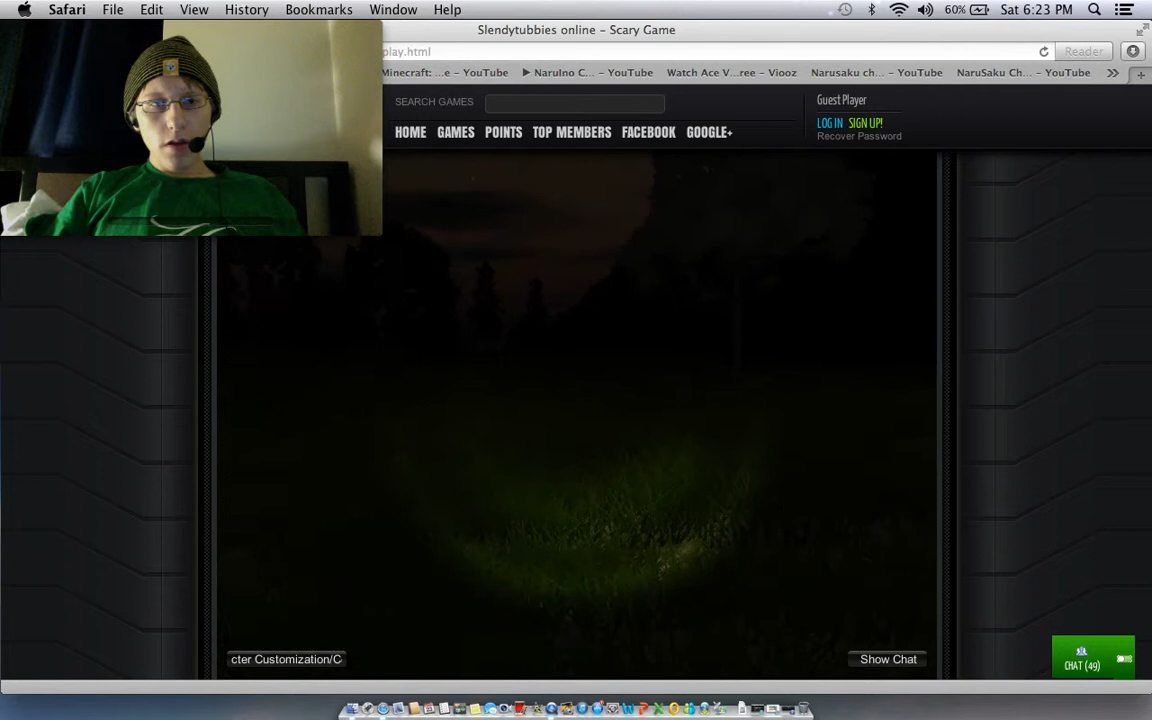 Safari File Edit View History Bookmarks Window Help 60% Sat 6:23 PM
Slendytubbies online – Scary Game
play.html Reader
Minecraft: ...e – YouTube ▶ NaruIno C... – YouTube Watch Ace V...ree – Viooz Narusaku ch... – YouTube NaruSaku Ch... – YouTube >> +
SEARCH GAMES
Guest Player
LOG IN SIGN UP!
Recover Password
HOME GAMES POINTS TOP MEMBERS FACEBOOK GOOGLE+
cter Customization/C
Show Chat
CHAT (49)